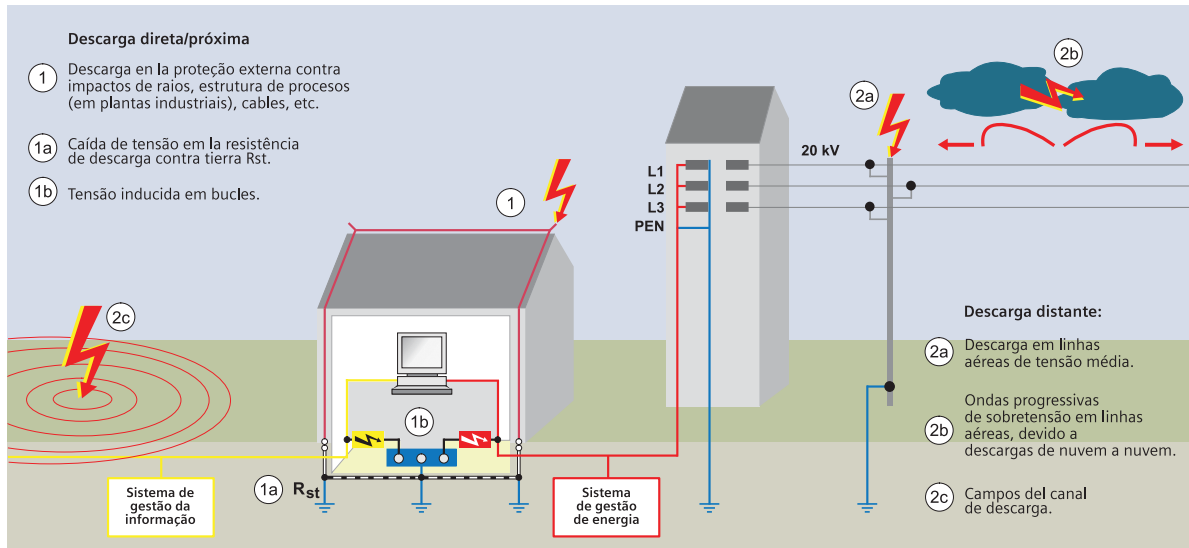 Descarga direta/próxima
1
Descarga en la proteção externa contra
impactos de raios, estrutura de procesos
(em plantas industriais), cables, etc.
1a
Caída de tensão em la resistência
de descarga contra tierra Rst.
1b
Tensão inducida em bucles.
1
2a
2b
20 kV
L1
L2
L3
PEN
2c
1b
1a
Rst
Sistema de
gestão da
informação
Sistema
de gestão
de energia
Descarga distante:
2a
Descarga em linhas
aéreas de tensão média.
2b
Ondas progressivas
de sobretensão em linhas
aéreas, devido a
descargas de nuvem a nuvem.
2c
Campos del canal
de descarga.